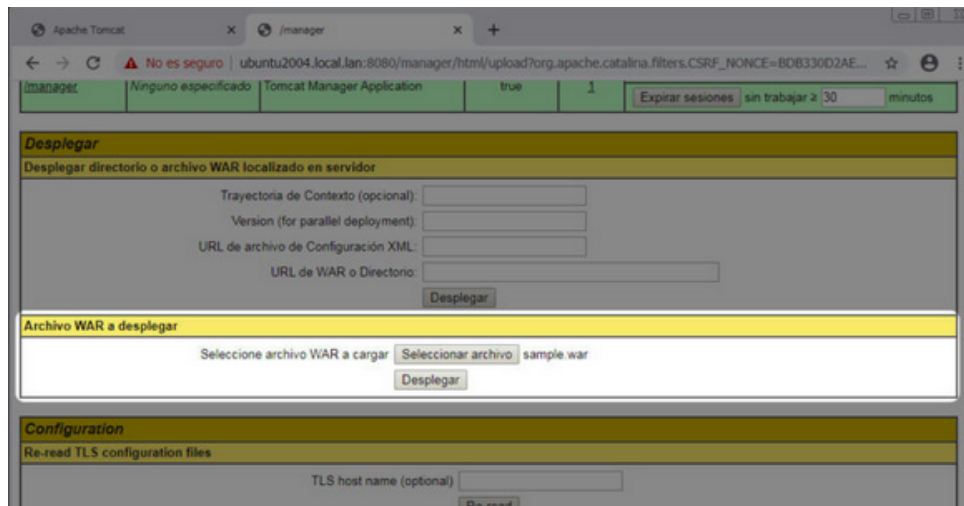 Apache Tomcat
/manager
No es seguro ubuntu2004.local.lan:8080/manager/html/upload?org.apache.catalina.filters.CSRF_NONCE=BDB330D2AE...
/manager Ninguno especificado Tomcat Manager Application true 1 Expirar sesiones sin trabajar ≥ 30 minutos
Desplegar
Desplegar directorio o archivo WAR localizado en servidor
Trayectoria de Contexto (opcional):
Version (for parallel deployment):
URL de archivo de Configuración XML:
URL de WAR o Directorio:
Desplegar
Archivo WAR a desplegar
Seleccione archivo WAR a cargar Seleccionar archivo sample.war
Desplegar
Configuration
Re-read TLS configuration files
TLS host name (optional)
Re-read